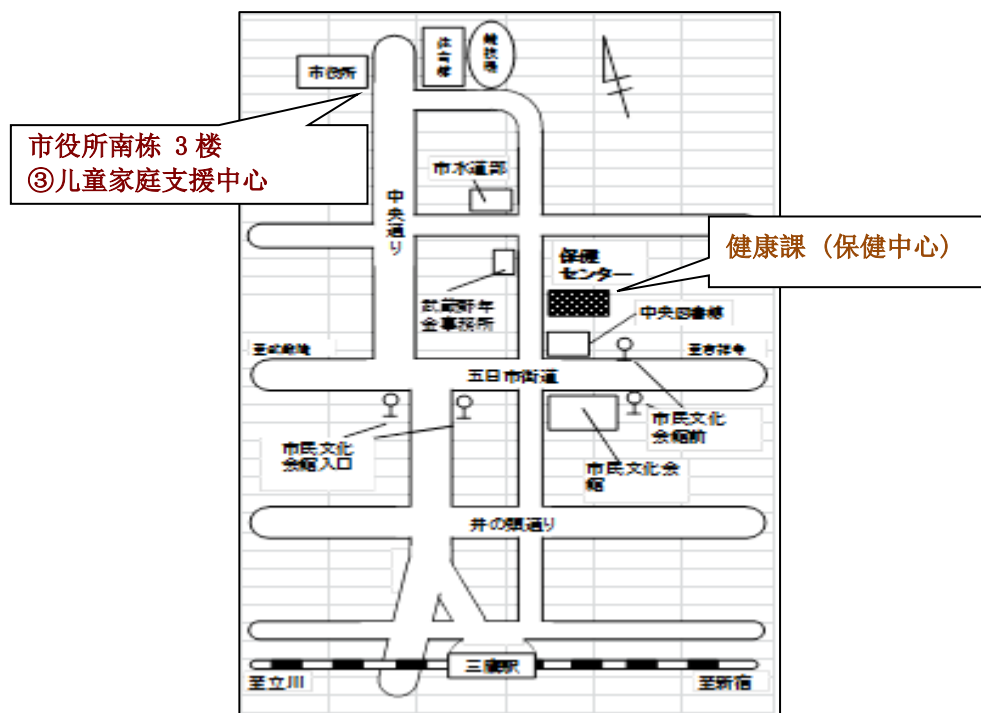 体育館
競技場
市役所
市役所南栋 3 楼
③儿童家庭支援中心
市水道部
中央通り
健康課（保健中心）
保健
センター
武蔵野年
金事務所
中央図書館
至武蔵境
至吉祥寺
五日市街道
市民文化
会館入口
市民文化
会館前
市民文化会
館
井の頭通り
三鷹駅
至立川
至新宿